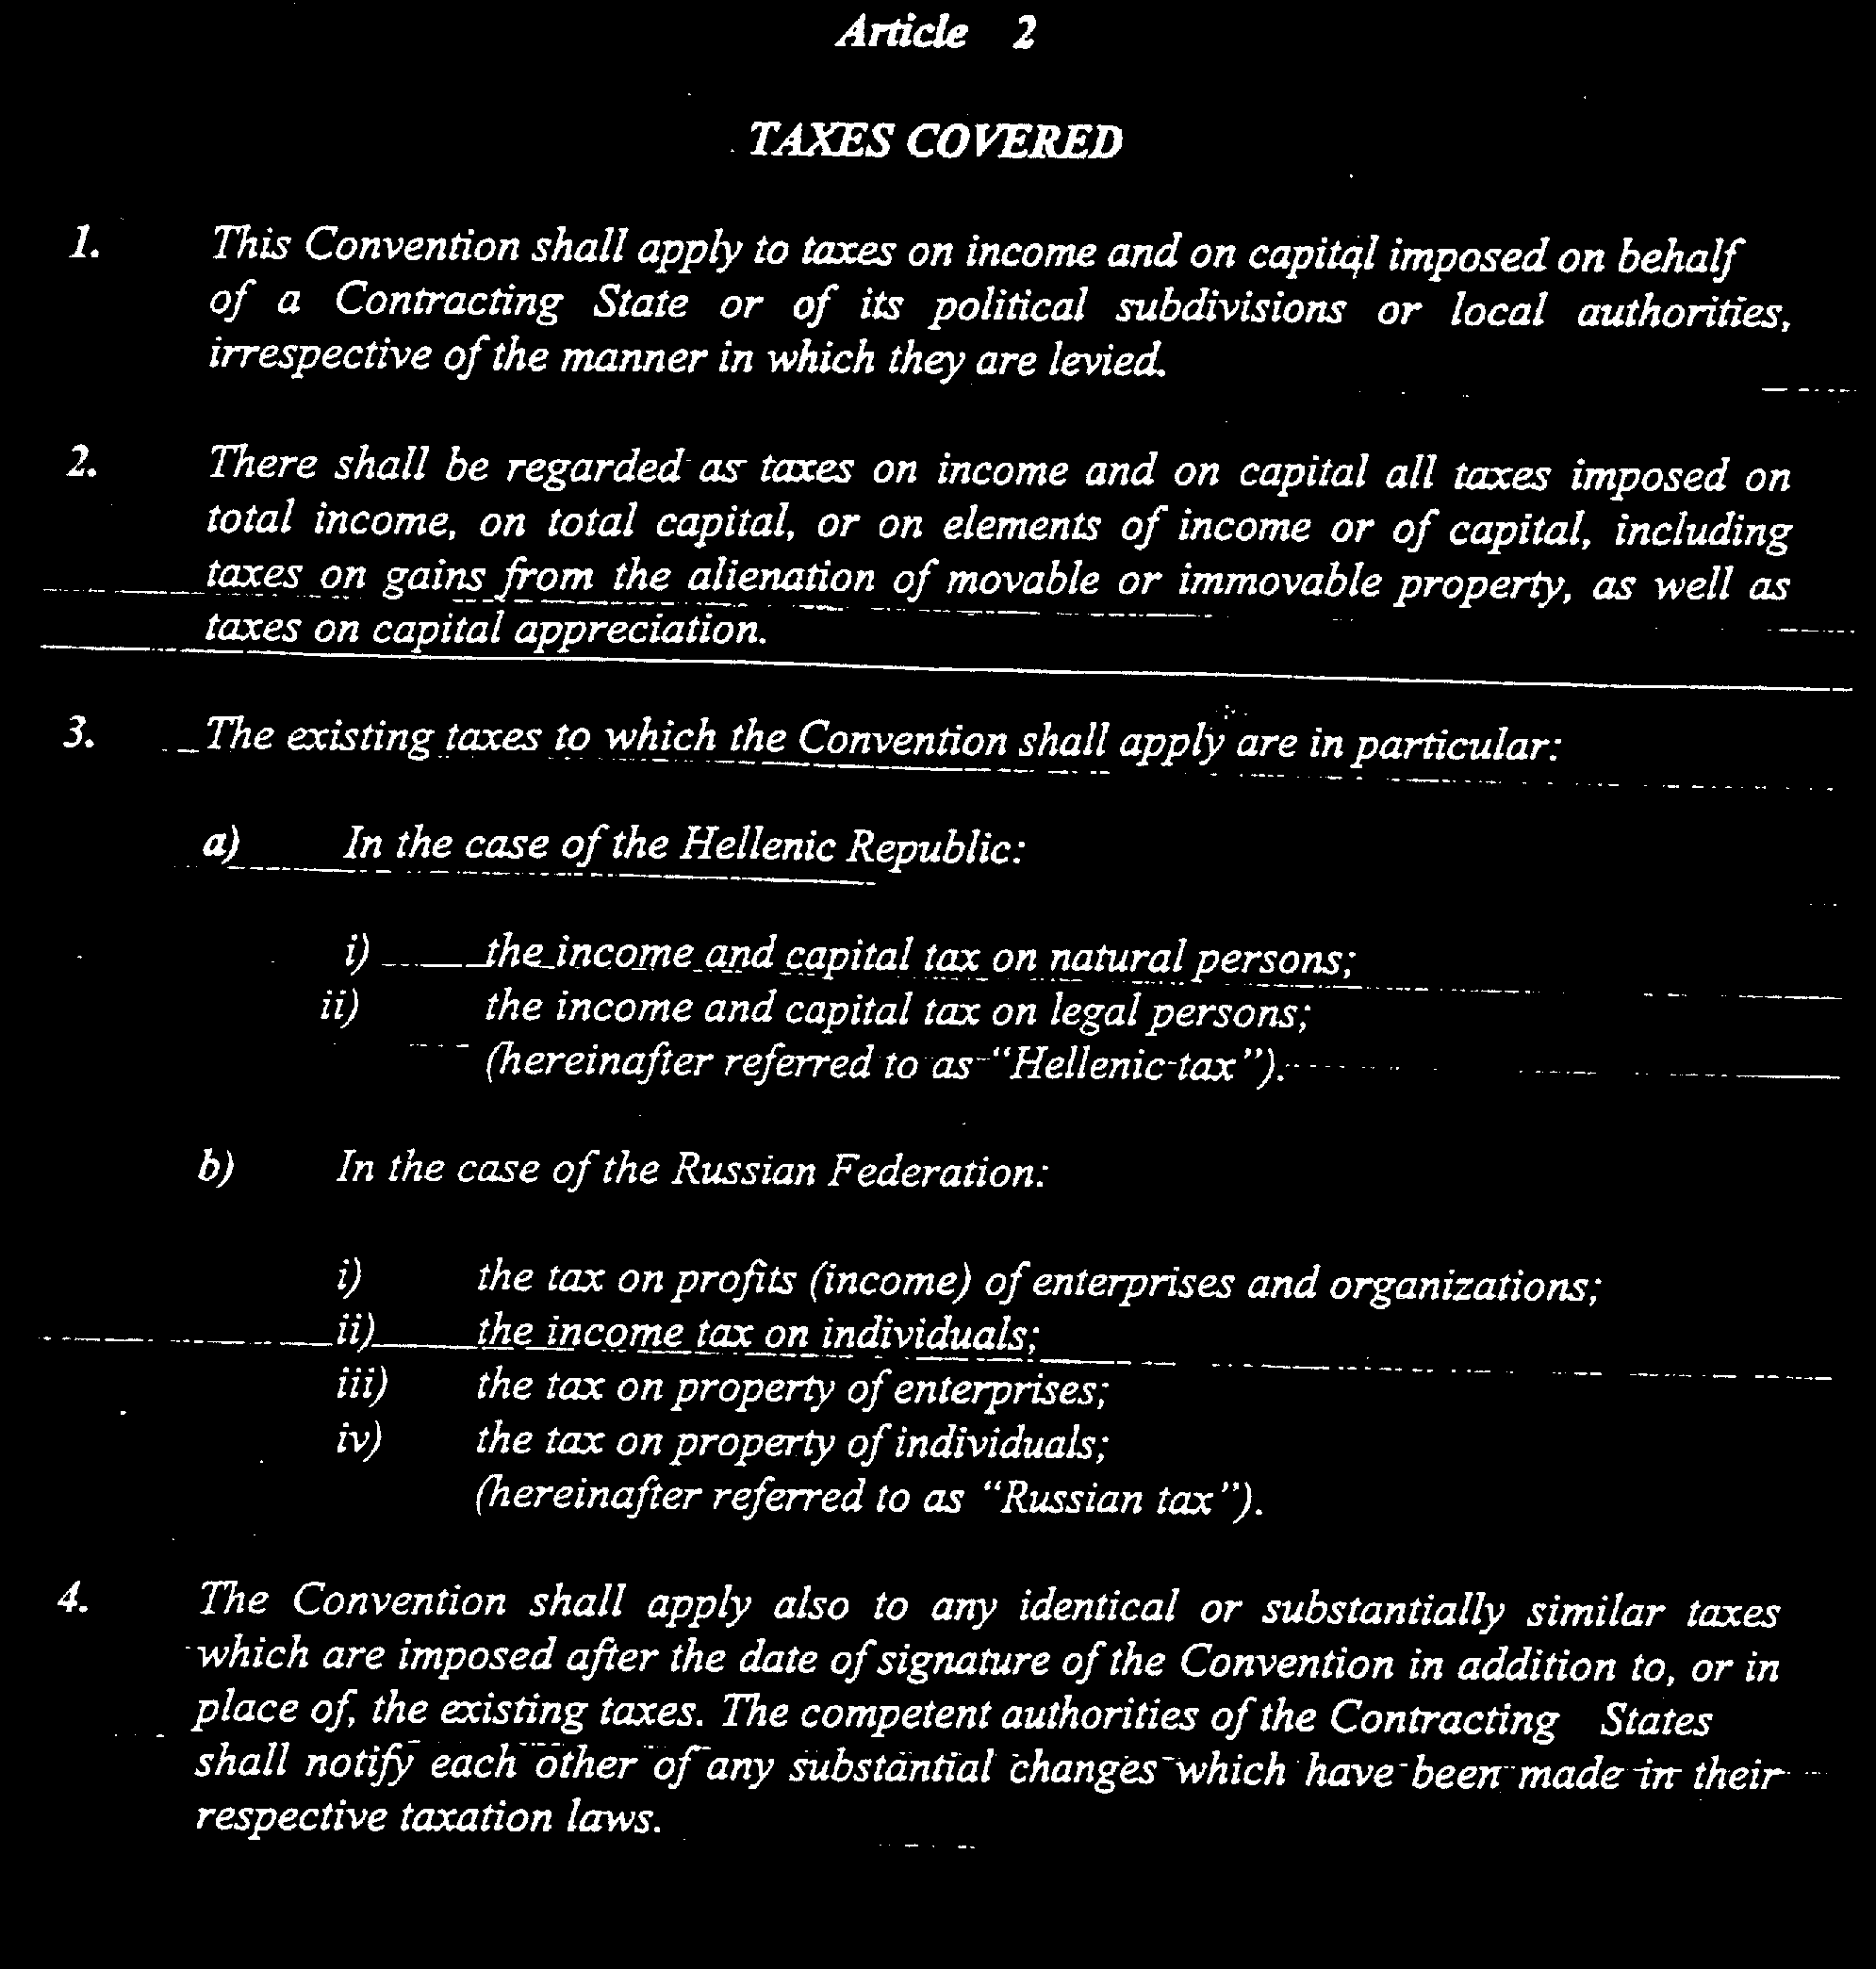 Article 2
TAXES COVERED
1. This Convention shall apply to taxes on income and on capital imposed on behalf
of a Contracting State or of its political subdivisions or local authorities,
irrespective of the manner in which they are levied.
2. There shall be regarded as taxes on income and on capital all taxes imposed on
total income, on total capital, or on elements of income or of capital, including
taxes on gains from the alienation of movable or immovable property, as well as
taxes on capital appreciation.
3. The existing taxes to which the Convention shall apply are in particular:
a) In the case of the Hellenic Republic:
i) the income and capital tax on natural persons;
ii) the income and capital tax on legal persons;
(hereinafter referred to as "Hellenic-tax").
b) In the case of the Russian Federation:
i) the tax on profits (income) of enterprises and organizations;
ii) the income tax on individuals;
iii) the tax on property of enterprises;
iv) the tax on property of individuals;
(hereinafter referred to as "Russian tax").
4. The Convention shall apply also to any identical or substantially similar taxes
which are imposed after the date of signature of the Convention in addition to, or in
place of, the existing taxes. The competent authorities of the Contracting States
shall notify each other of any substantial changes which have been made in their
respective taxation laws.